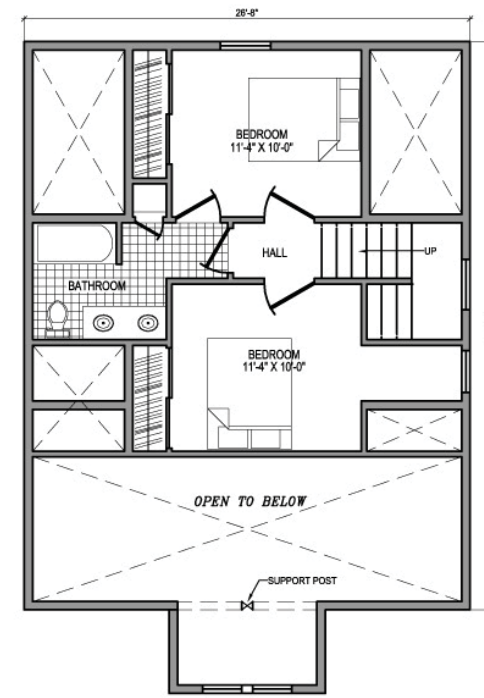 26'-8"
BEDROOM
11'-4" X 10'-0"
HALL
UP
BATHROOM
BEDROOM
11'-4" X 10'-0"
OPEN TO BELOW
SUPPORT POST